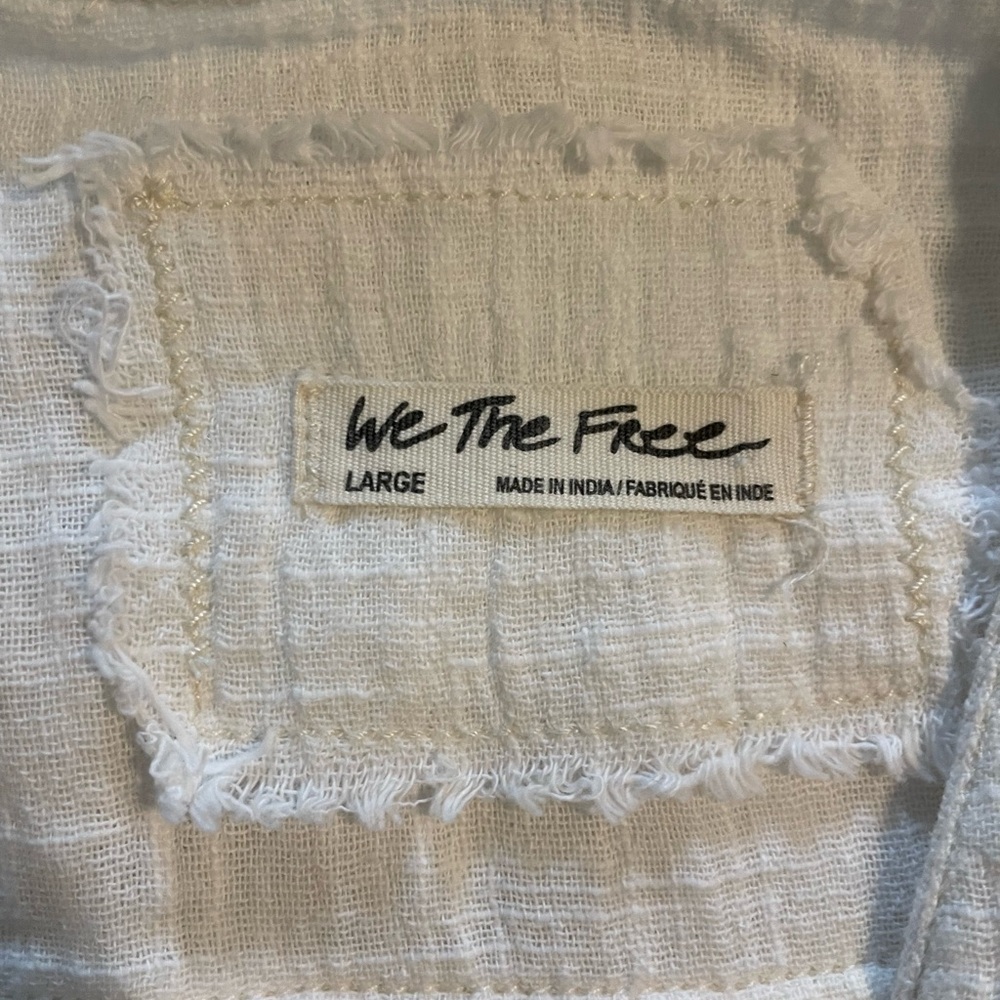 We The Free
LARGE MADE IN INDIA / FABRIQUÉ EN INDE